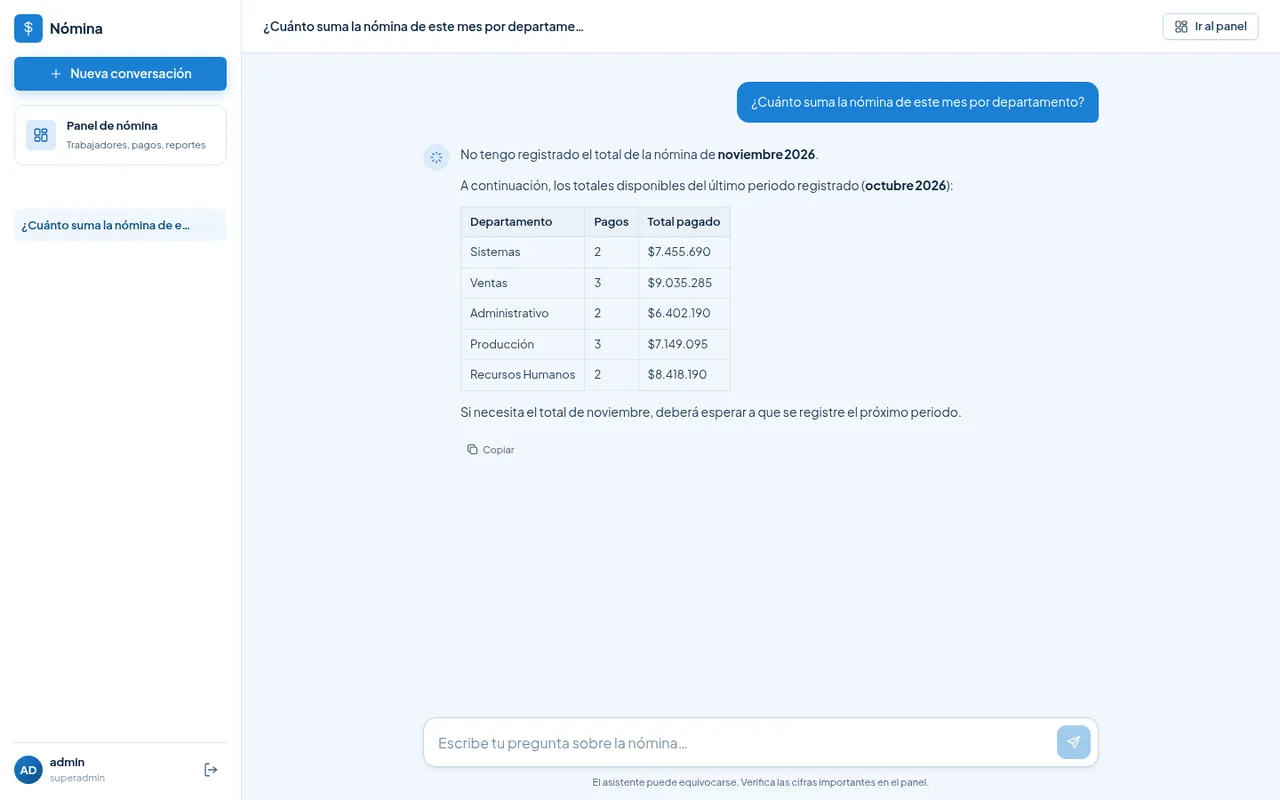 $ Nómina
+ Nueva conversación
Panel de nómina
Trabajadores, pagos, reportes
¿Cuánto suma la nómina de e…
AD
admin
superadmin
¿Cuánto suma la nómina de este mes por departame…
Ir al panel
¿Cuánto suma la nómina de este mes por departamento?
No tengo registrado el total de la nómina de noviembre 2026.
A continuación, los totales disponibles del último periodo registrado (octubre 2026):
Departamento Pagos Total pagado
Sistemas 2 $7.455.690
Ventas 3 $9.035.285
Administrativo 2 $6.402.190
Producción 3 $7.149.095
Recursos Humanos 2 $8.418.190
Si necesita el total de noviembre, deberá esperar a que se registre el próximo periodo.
Copiar
Escribe tu pregunta sobre la nómina…
El asistente puede equivocarse. Verifica las cifras importantes en el panel.